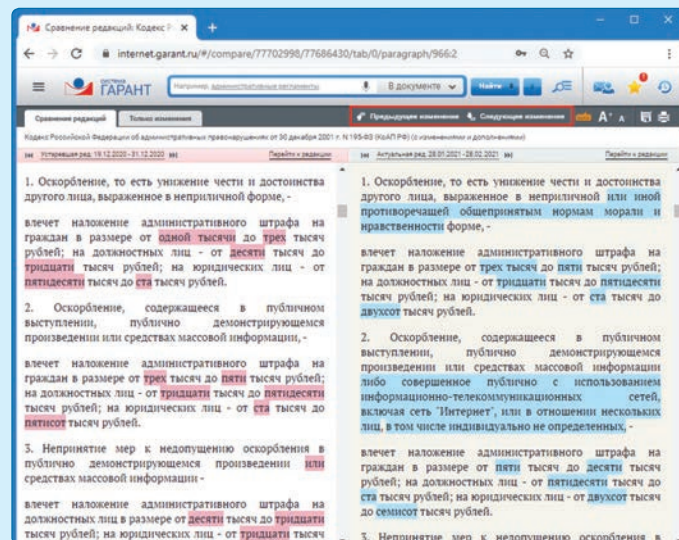 Сравнение редакций: Кодекс Р
internet.garant.ru/#/compare/77702998/77686430/tab/0/paragraph/966:2
система
ГАРАНТ
Например, административные регламенты
В документе
Найти
Сравнение редакций
Только изменения
Предыдущее изменение
Следующее изменение
Кодекс Российской Федерации об административных правонарушениях от 30 декабря 2001 г. N 195-ФЗ (КоАП РФ) (с изменениями и дополнениями)
Устаревшая ред. 19.12.2020 - 31.12.2020
Перейти к редакции
Актуальная ред. 28.01.2021 - 28.02.2021
Перейти к редакции
1. Оскорбление, то есть унижение чести и достоинства
другого лица, выраженное в неприличной форме, -
влечет наложение административного штрафа на
граждан в размере от одной тысячи до трех тысяч
рублей; на должностных лиц - от десяти тысяч до
тридцати тысяч рублей; на юридических лиц - от
пятидесяти тысяч до ста тысяч рублей.
2. Оскорбление, содержащееся в публичном
выступлении, публично демонстрирующемся
произведении или средствах массовой информации, -
влечет наложение административного штрафа на
граждан в размере от трех тысяч до пяти тысяч рублей;
на должностных лиц - от тридцати тысяч до пятидесяти
тысяч рублей; на юридических лиц - от ста тысяч до
пятисот тысяч рублей.
3. Непринятие мер к недопущению оскорбления в
публично демонстрирующемся произведении или
средствах массовой информации -
влечет наложение административного штрафа на
должностных лиц в размере от десяти тысяч до тридцати
тысяч рублей; на юридических лиц - от тридцати тысяч
1. Оскорбление, то есть унижение чести и достоинства
другого лица, выраженное в неприличной или иной
противоречащей общепринятым нормам морали и
нравственности форме, -
влечет наложение административного штрафа на
граждан в размере от трех тысяч до пяти тысяч рублей;
на должностных лиц - от тридцати тысяч до пятидесяти
тысяч рублей; на юридических лиц - от ста тысяч до
двухсот тысяч рублей.
2. Оскорбление, содержащееся в публичном
выступлении, публично демонстрирующемся
произведении или средствах массовой информации
либо совершенное публично с использованием
информационно-телекоммуникационных сетей,
включая сеть "Интернет", или в отношении нескольких
лиц, в том числе индивидуально не определенных, -
влечет наложение административного штрафа на
граждан в размере от пяти тысяч до десяти тысяч
рублей; на должностных лиц - от пятидесяти тысяч до
ста тысяч рублей; на юридических лиц - от двухсот тысяч
до семисот тысяч рублей.
3. Непринятие мер к недопущению оскорбления в